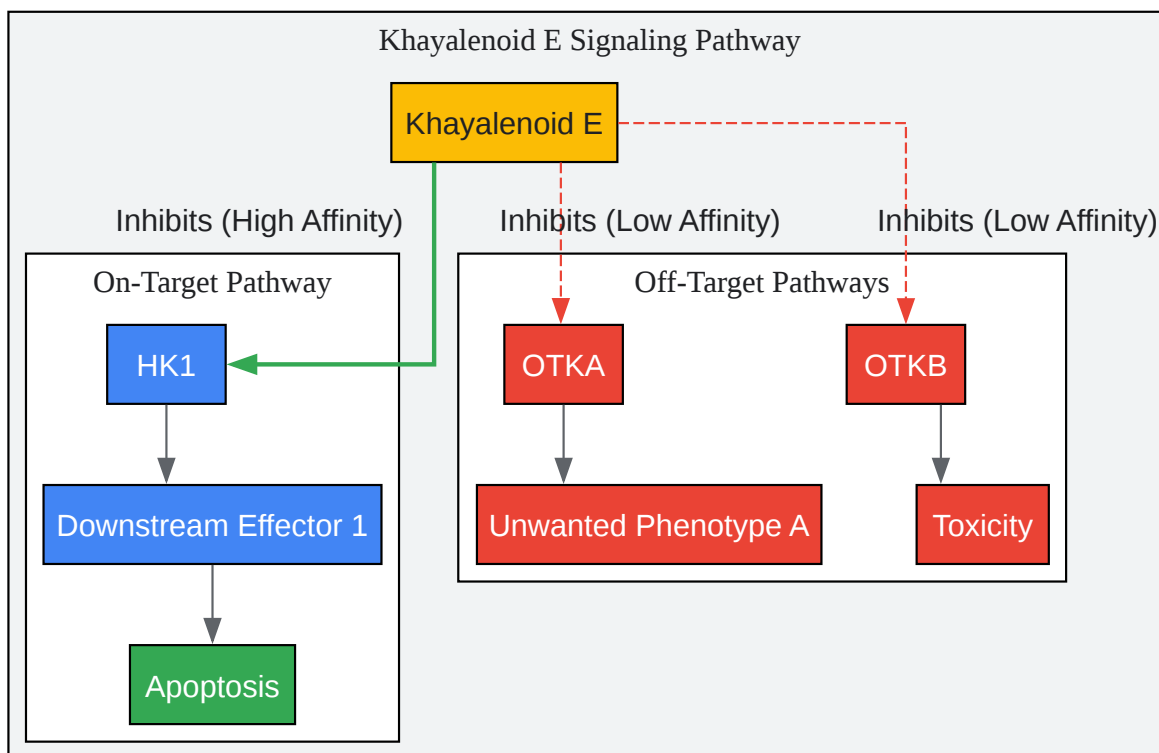 Khayalenoid E Signaling Pathway
Khayalenoid E
Inhibits (High Affinity)
Inhibits (Low Affinity)
Inhibits (Low Affinity)
On-Target Pathway
Off-Target Pathways
HK1
OTKA
OTKB
Downstream Effector 1
Unwanted Phenotype A
Toxicity
Apoptosis